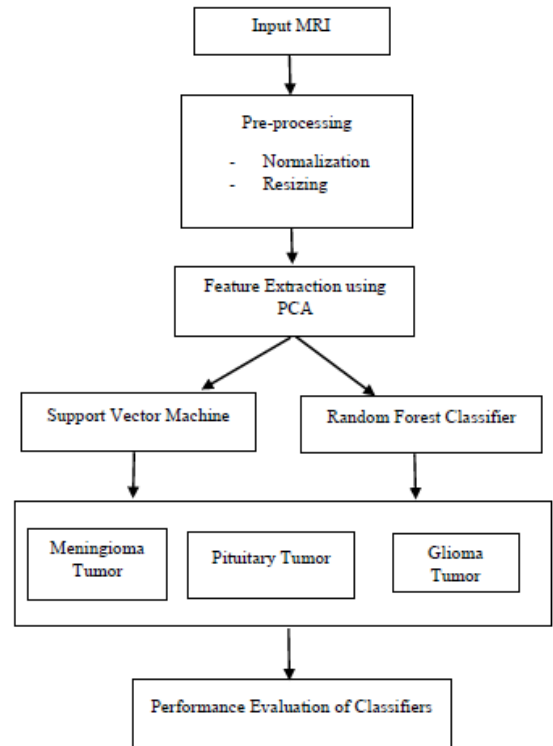 Input MRI
Pre-processing
- Normalization
- Resizing
Feature Extraction using
PCA
Support Vector Machine
Random Forest Classifier
Meningioma
Tumor
Pituitary Tumor
Glioma
Tumor
Performance Evaluation of Classifiers